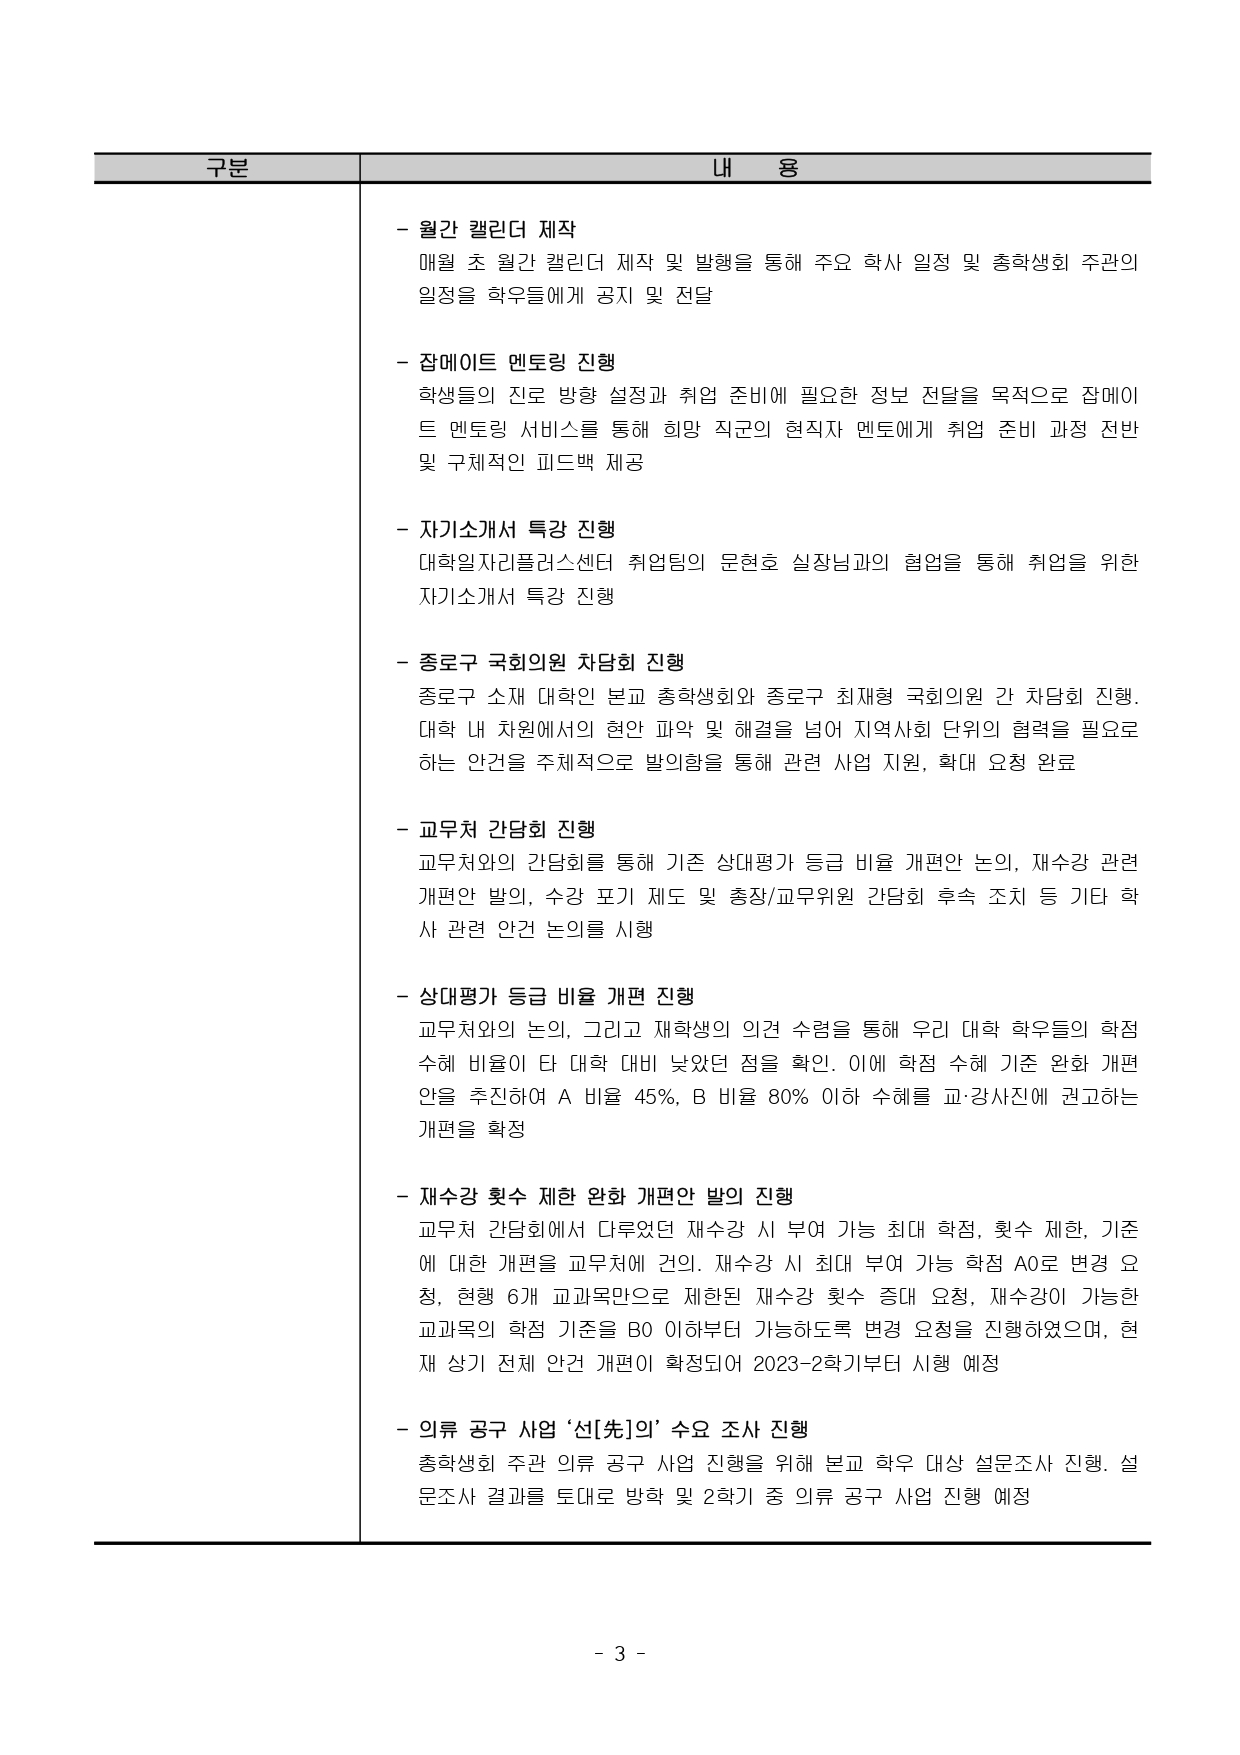 구분 내 용
- 월간 캘린더 제작
매월 초 월간 캘린더 제작 및 발행을 통해 주요 학사 일정 및 총학생회 주관의
일정을 학우들에게 공지 및 전달
- 잡메이트 멘토링 진행
학생들의 진로 방향 설정과 취업 준비에 필요한 정보 전달을 목적으로 잡메이
트 멘토링 서비스를 통해 희망 직군의 현직자 멘토에게 취업 준비 과정 전반
및 구체적인 피드백 제공
- 자기소개서 특강 진행
대학일자리플러스센터 취업팀의 문현호 실장님과의 협업을 통해 취업을 위한
자기소개서 특강 진행
- 종로구 국회의원 차담회 진행
종로구 소재 대학인 본교 총학생회와 종로구 최재형 국회의원 간 차담회 진행.
대학 내 차원에서의 현안 파악 및 해결을 넘어 지역사회 단위의 협력을 필요로
하는 안건을 주체적으로 발의함을 통해 관련 사업 지원, 확대 요청 완료
- 교무처 간담회 진행
교무처와의 간담회를 통해 기존 상대평가 등급 비율 개편안 논의, 재수강 관련
개편안 발의, 수강 포기 제도 및 총장/교무위원 간담회 후속 조치 등 기타 학
사 관련 안건 논의를 시행
- 상대평가 등급 비율 개편 진행
교무처와의 논의, 그리고 재학생의 의견 수렴을 통해 우리 대학 학우들의 학점
수혜 비율이 타 대학 대비 낮았던 점을 확인. 이에 학점 수혜 기준 완화 개편
안을 추진하여 A 비율 45%, B 비율 80% 이하 수혜를 교·강사진에 권고하는
개편을 확정
- 재수강 횟수 제한 완화 개편안 발의 진행
교무처 간담회에서 다루었던 재수강 시 부여 가능 최대 학점, 횟수 제한, 기준
에 대한 개편을 교무처에 건의. 재수강 시 최대 부여 가능 학점 A0로 변경 요
청, 현행 6개 교과목만으로 제한된 재수강 횟수 증대 요청, 재수강이 가능한
교과목의 학점 기준을 B0 이하부터 가능하도록 변경 요청을 진행하였으며, 현
재 상기 전체 안건 개편이 확정되어 2023-2학기부터 시행 예정
- 의류 공구 사업 ‘선[先]의’ 수요 조사 진행
총학생회 주관 의류 공구 사업 진행을 위해 본교 학우 대상 설문조사 진행. 설
문조사 결과를 토대로 방학 및 2학기 중 의류 공구 사업 진행 예정
- 3 -